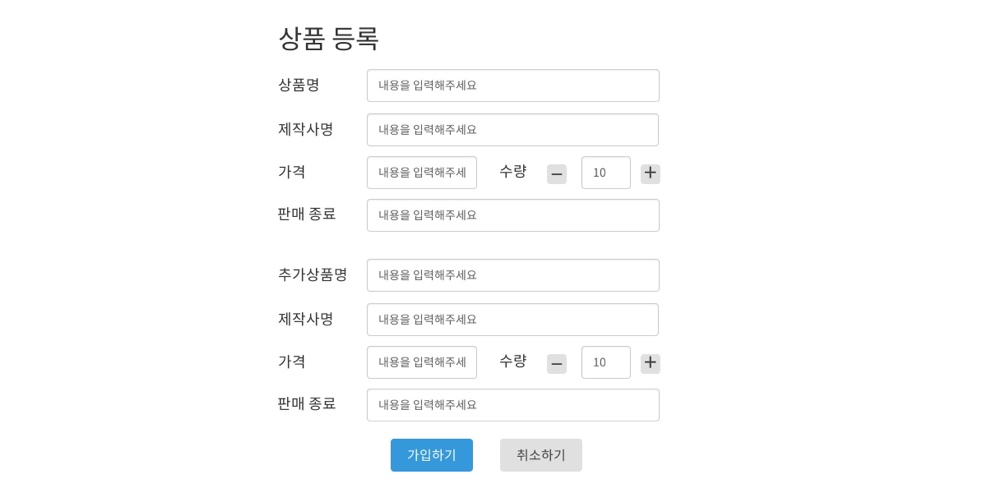 상품 등록
상품명 내용을 입력해주세요
제작사명 내용을 입력해주세요
가격 내용을 입력해주세 수량 − 10 +
판매 종료 내용을 입력해주세요
추가상품명 내용을 입력해주세요
제작사명 내용을 입력해주세요
가격 내용을 입력해주세 수량 − 10 +
판매 종료 내용을 입력해주세요
가입하기 취소하기